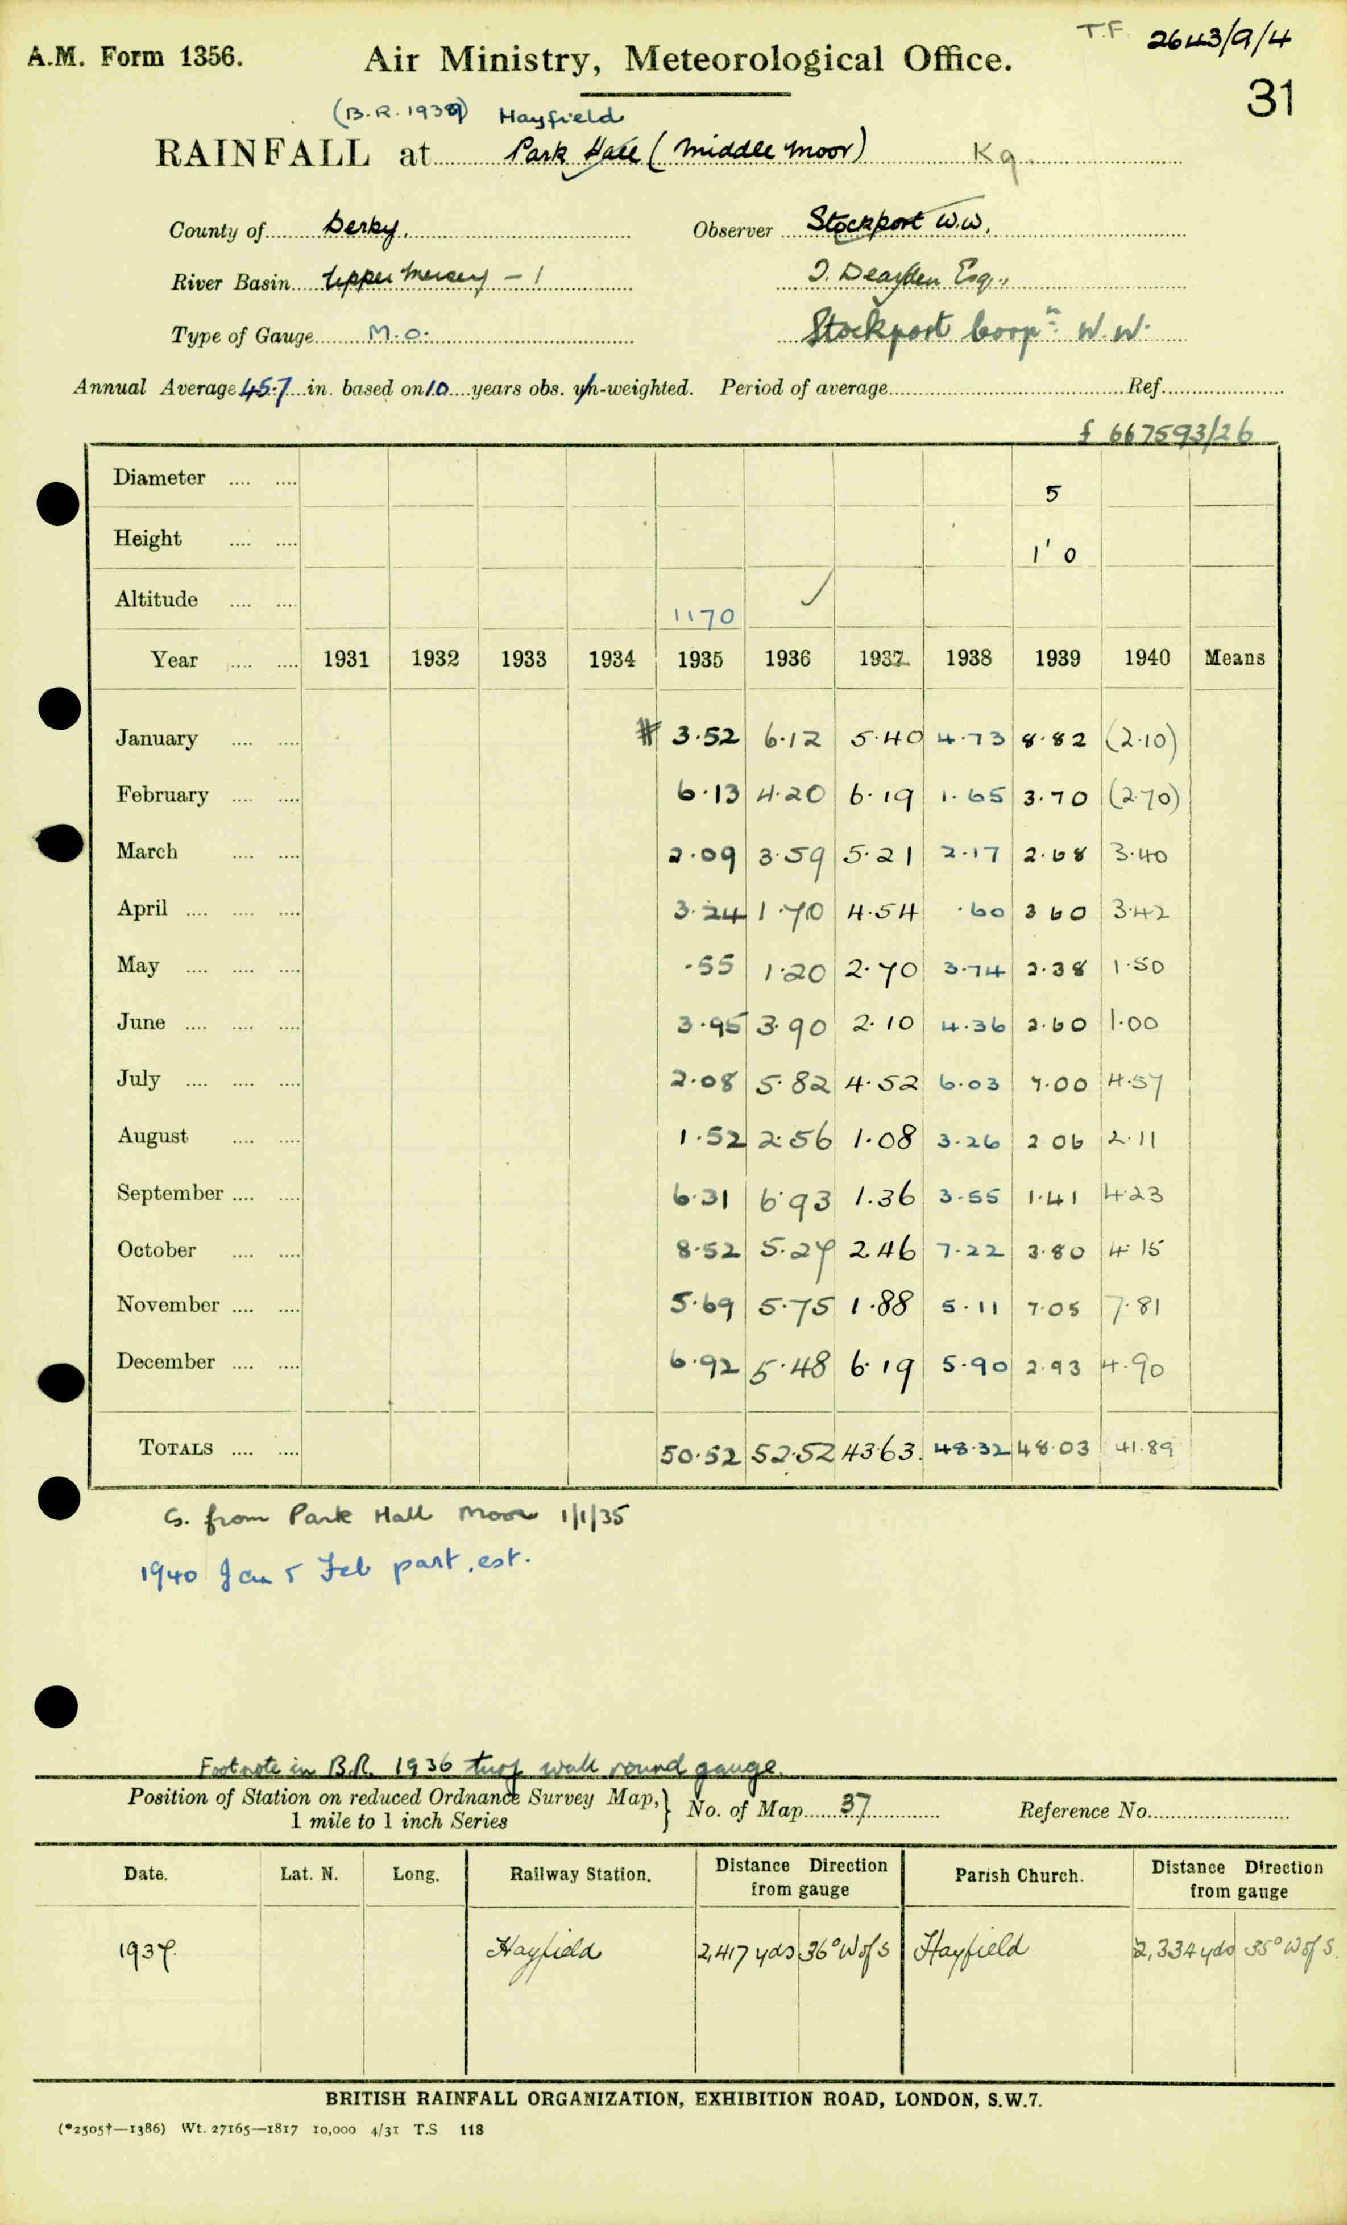 T.F. 2643/9/4
A.M. Form 1356. Air Ministry, Meteorological Office.
31
(B.R. 1939) Hayfield
RAINFALL at Park Hall (Middle Moor) Kg.
County of Derby. Observer Stockport W.W.
River Basin Upper Mersey - 1 Esq.,
Type of Gauge M.O. Stockport Corpn. W.W.
Annual Average 45.7 in. based on 10 years obs. un-weighted. Period of average Ref.
f 667593/26
Diameter .... .... 5
Height .... .... 1' 0
Altitude .... .... 1170 ✓
Year .... .... 1931 1932 1933 1934 1935 1936 1937 1938 1939 1940 Means
January .... .... # 3.52 6.12 5.40 4.73 8.82 (2.10)
February .... .... 6.13 4.20 6.19 1.65 3.70 (2.70)
March .... .... 2.09 3.59 5.21 2.17 2.68 3.40
April .... .... .... 3.24 1.70 4.54 .60 3 60 3.42
May .... .... .... .55 1.20 2.70 3.74 2.38 1.50
June .... .... .... 3.95 3.90 2.10 4.36 2.60 1.00
July .... .... .... 2.08 5.82 4.52 6.03 7.00 4.57
August .... .... 1.52 2.56 1.08 3.26 2 06 2.11
September .... .... 6.31 6.93 1.36 3.55 1.41 4.23
October .... .... 8.52 5.27 2.46 7.22 3.80 4.15
November .... .... 5.69 5.75 1.88 5.11 7.05 7.81
December .... .... 6.92 5.48 6.19 5.90 2.93 4.90
TOTALS .... .... 50.52 52.52 43.63. 48.32 48.03 41.89
G. from Park Hall Moor 1/1/35
1940 Jan & Feb part. est.
Footnote in B.R. 1936 turf wall round gauge.
Position of Station on reduced Ordnance Survey Map, } No. of Map 37 Reference No.
1 mile to 1 inch Series
Date. Lat. N. Long. Railway Station. Distance Direction from gauge Parish Church. Distance Direction from gauge
1937. Hayfield 2,417 yds 36° W of S Hayfield 2,334 yds 35° W of S.
BRITISH RAINFALL ORGANIZATION, EXHIBITION ROAD, LONDON, S.W.7.
(*2505†—1386) Wt. 27165—1817 10,000 4/31 T.S 118